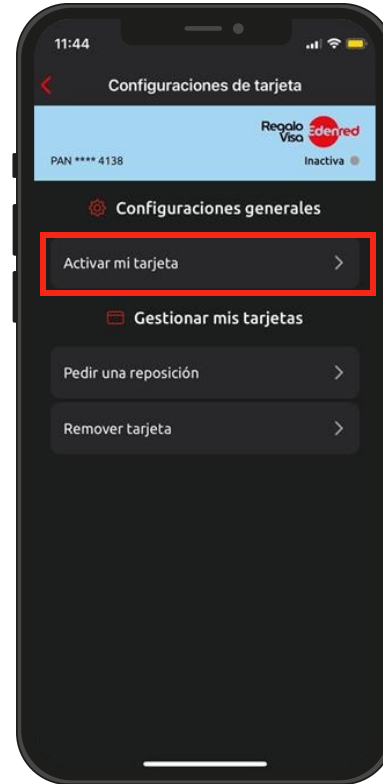 11:44
Configuraciones de tarjeta
Regalo
Visa
Edenred
PAN **** 4138
Inactiva
Configuraciones generales
Activar mi tarjeta
Gestionar mis tarjetas
Pedir una reposición
Remover tarjeta